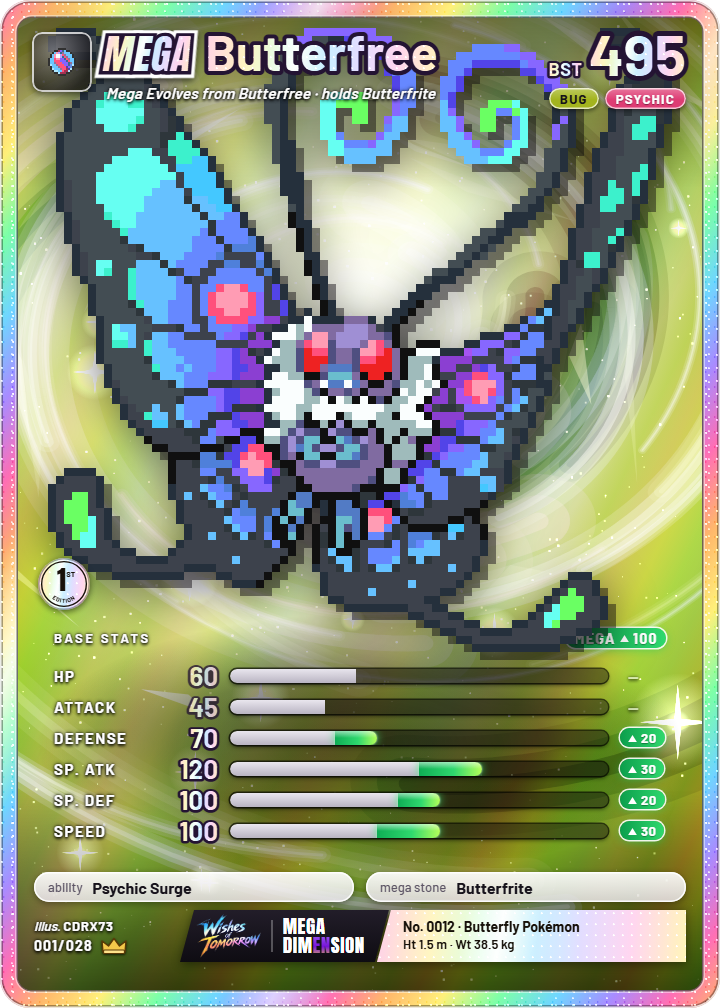 MEGA Butterfree
BST 495
Mega Evolves from Butterfree · holds Butterfrite
BUG PSYCHIC
1ST EDITION
BASE STATS MEGA ▲ 100
HP 60 –
ATTACK 45 –
DEFENSE 70 ▲ 20
SP. ATK 120 ▲ 30
SP. DEF 100 ▲ 20
SPEED 100 ▲ 30
ability Psychic Surge
mega stone Butterfrite
Illus. CDRX73
001/028
Wishes of Tomorrow
MEGA DIMENSION
No. 0012 · Butterfly Pokémon
Ht 1.5 m · Wt 38.5 kg